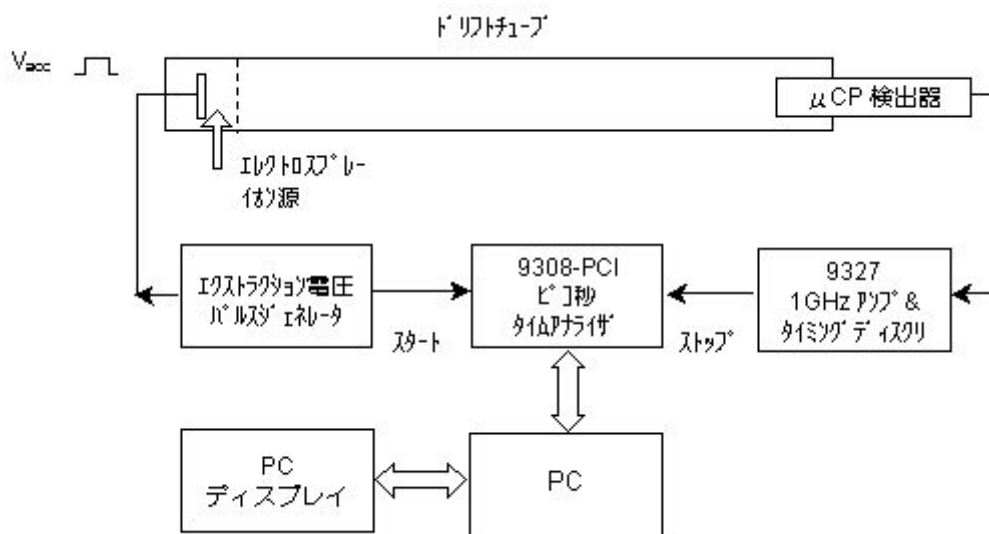 ﾄﾞﾘﾌﾄﾁｭｰﾌﾞ
Vacc
μCP 検出器
ｴﾚｸﾄﾛｽﾌﾟﾚｰ
ｲｵﾝ源
ｴｸｽﾄﾗｸｼｮﾝ電圧
ﾊﾟﾙｽｼﾞｪﾈﾚｰﾀ
ｽﾀｰﾄ
9308-PCI
ﾋﾟｺ秒
ﾀｲﾑｱﾅﾗｲｻﾞ
ｽﾄｯﾌﾟ
9327
1GHz ｱﾝﾌﾟ &
ﾀｲﾐﾝｸﾞﾃﾞｨｽｸﾘ
PC
ディスプレイ
PC